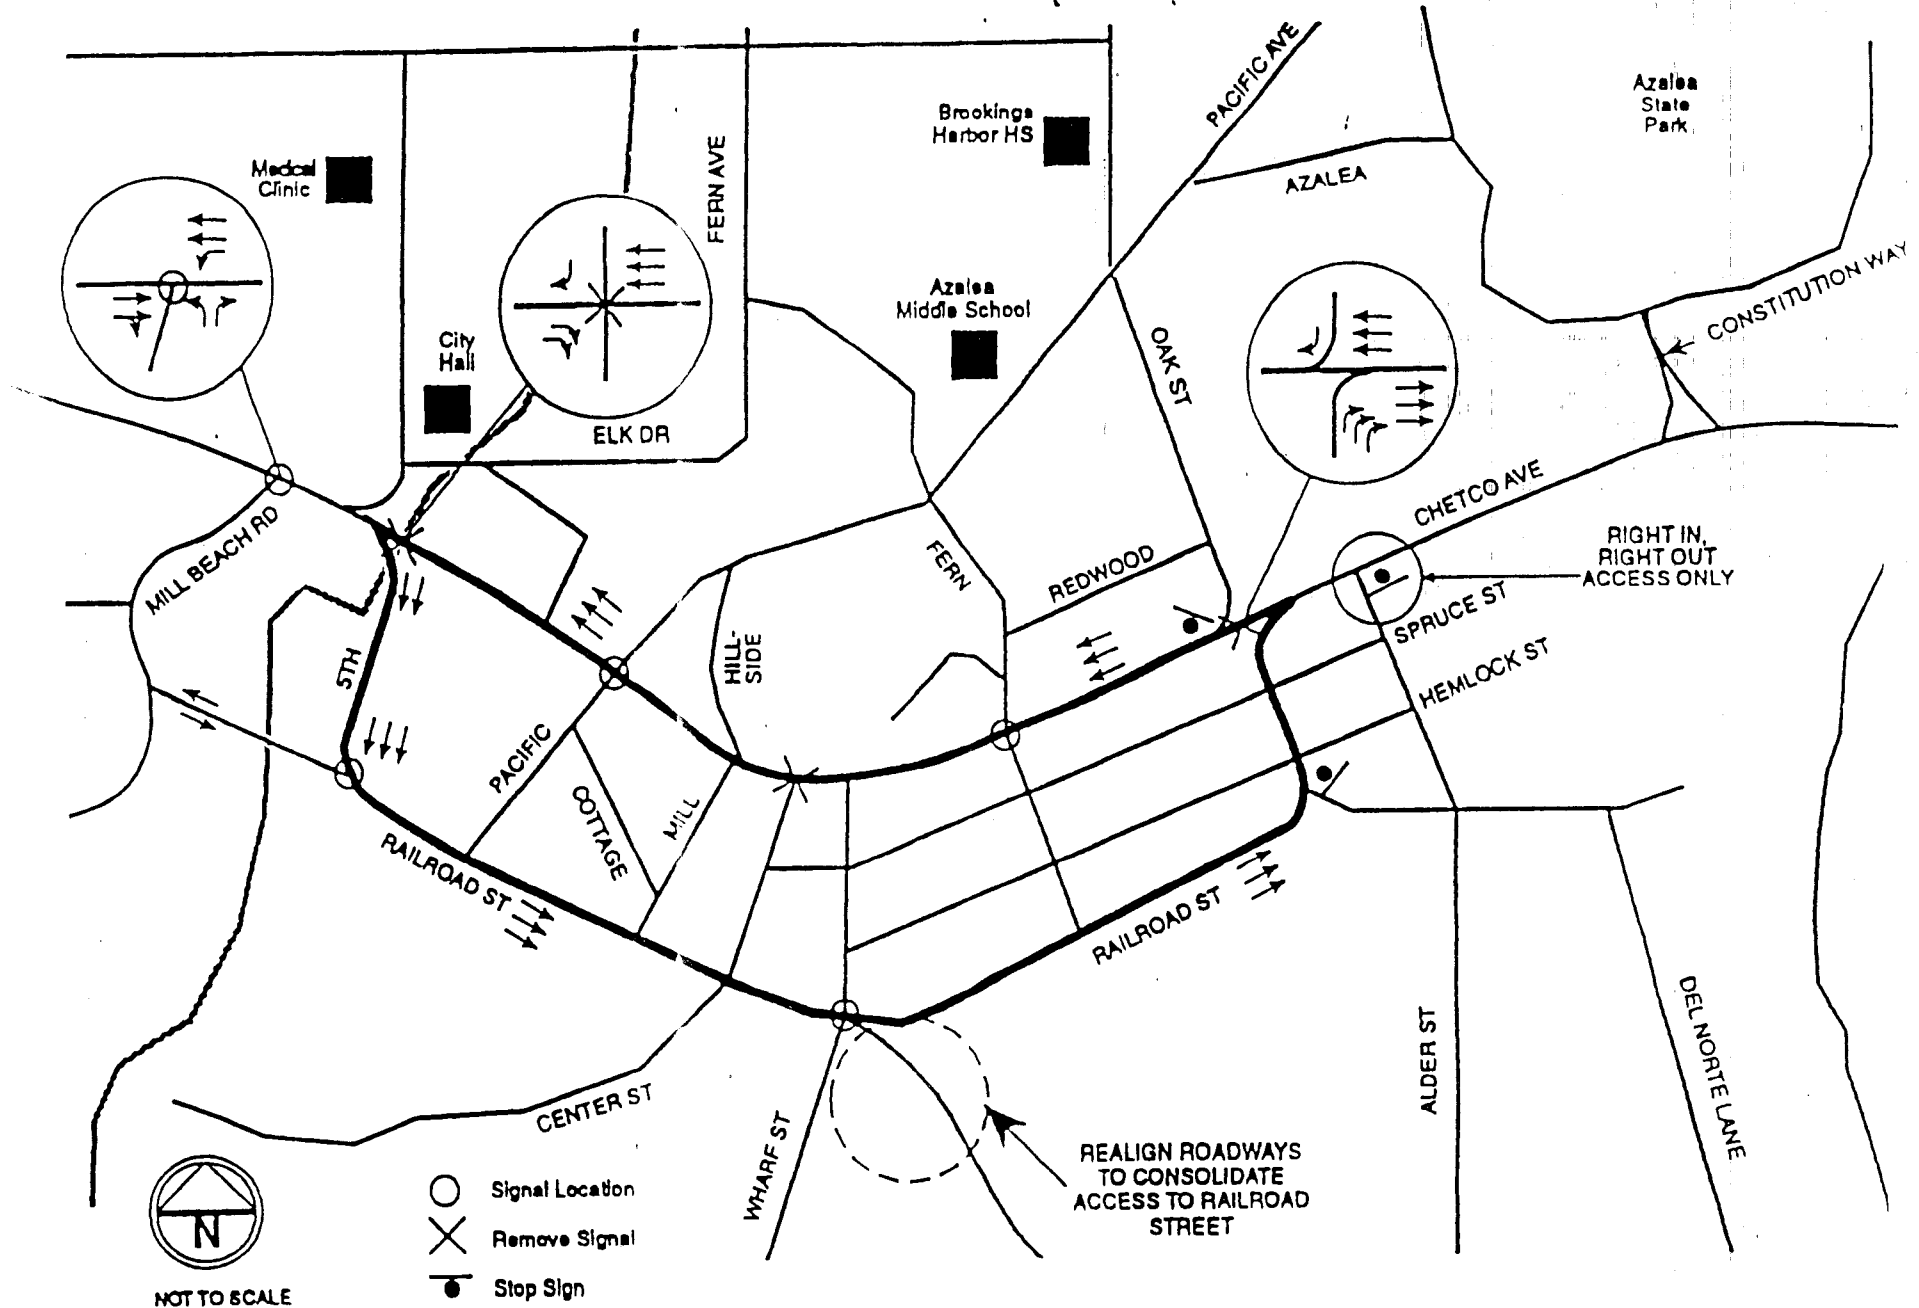 PACIFIC AVE
Azalea
State
Park
Brookings
Harbor HS
Medical
Clinic
FERN AVE
AZALEA
CONSTITUTION WAY
Azalea
Middle School
City
Hall
OAK ST
ELK DR
CHETCO AVE
MILL BEACH RD
RIGHT IN,
RIGHT OUT
ACCESS ONLY
FERN
REDWOOD
SPRUCE ST
HILL-
SIDE
5TH
HEMLOCK ST
PACIFIC
COTTAGE
MILL
RAILROAD ST
RAILROAD ST
DEL NORTE LANE
ALDER ST
CENTER ST
WHARF ST
REALIGN ROADWAYS
TO CONSOLIDATE
ACCESS TO RAILROAD
STREET
N
NOT TO SCALE
Signal Location
Remove Signal
Stop Sign